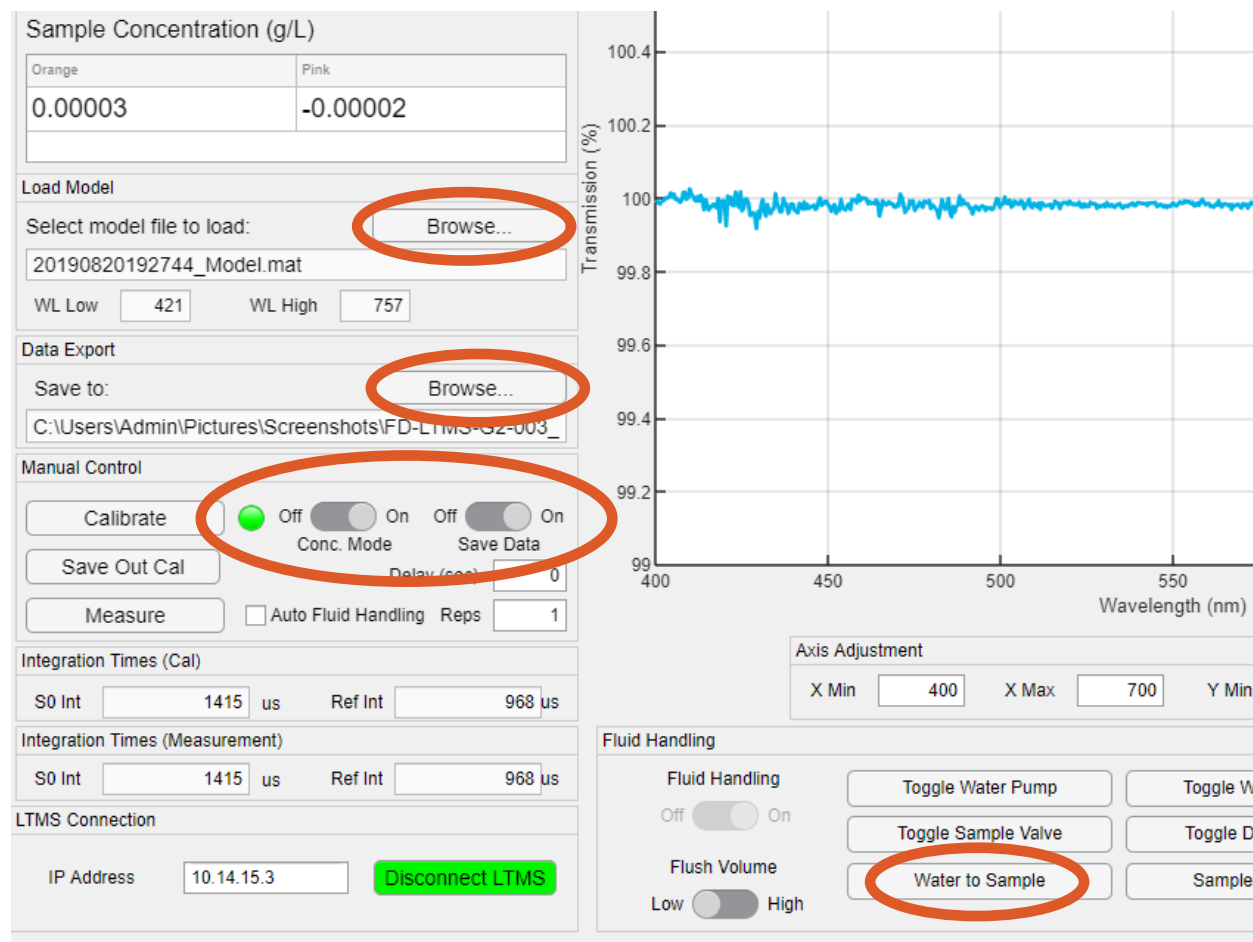 Sample Concentration (g/L)
Orange Pink
0.00003 -0.00002
Load Model
Select model file to load: Browse...
20190820192744_Model.mat
WL Low 421 WL High 757
Data Export
Save to: Browse...
C:\Users\Admin\Pictures\Screenshots\FD-LTMS-G2-003_
Manual Control
Calibrate Off On Off On
Conc. Mode Save Data
Save Out Cal Delay (sec) 0
Measure Auto Fluid Handling Reps 1
Integration Times (Cal)
S0 Int 1415 us Ref Int 968 us
Integration Times (Measurement)
S0 Int 1415 us Ref Int 968 us
LTMS Connection
IP Address 10.14.15.3 Disconnect LTMS
Transmission (%)
100.4
100.2
100
99.8
99.6
99.4
99.2
99
400 450 500 550
Wavelength (nm)
Axis Adjustment
X Min 400 X Max 700 Y Min
Fluid Handling
Fluid Handling
Off On
Toggle Water Pump Toggle W
Toggle Sample Valve Toggle D
Flush Volume
Low High
Water to Sample Sample